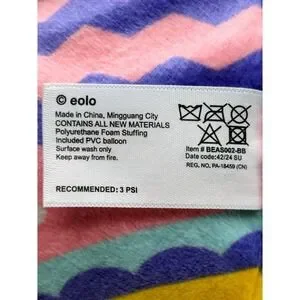 © eolo
Made in China, Mingguang City
CONTAINS ALL NEW MATERIALS
Polyurethane Foam Stuffing
Included PVC balloon
Surface wash only
Keep away from fire.
RECOMMENDED: 3 PSI
Item # BEAS002-BB
Date code: 42/24 SU
REG. NO. PA-18459 (CN)